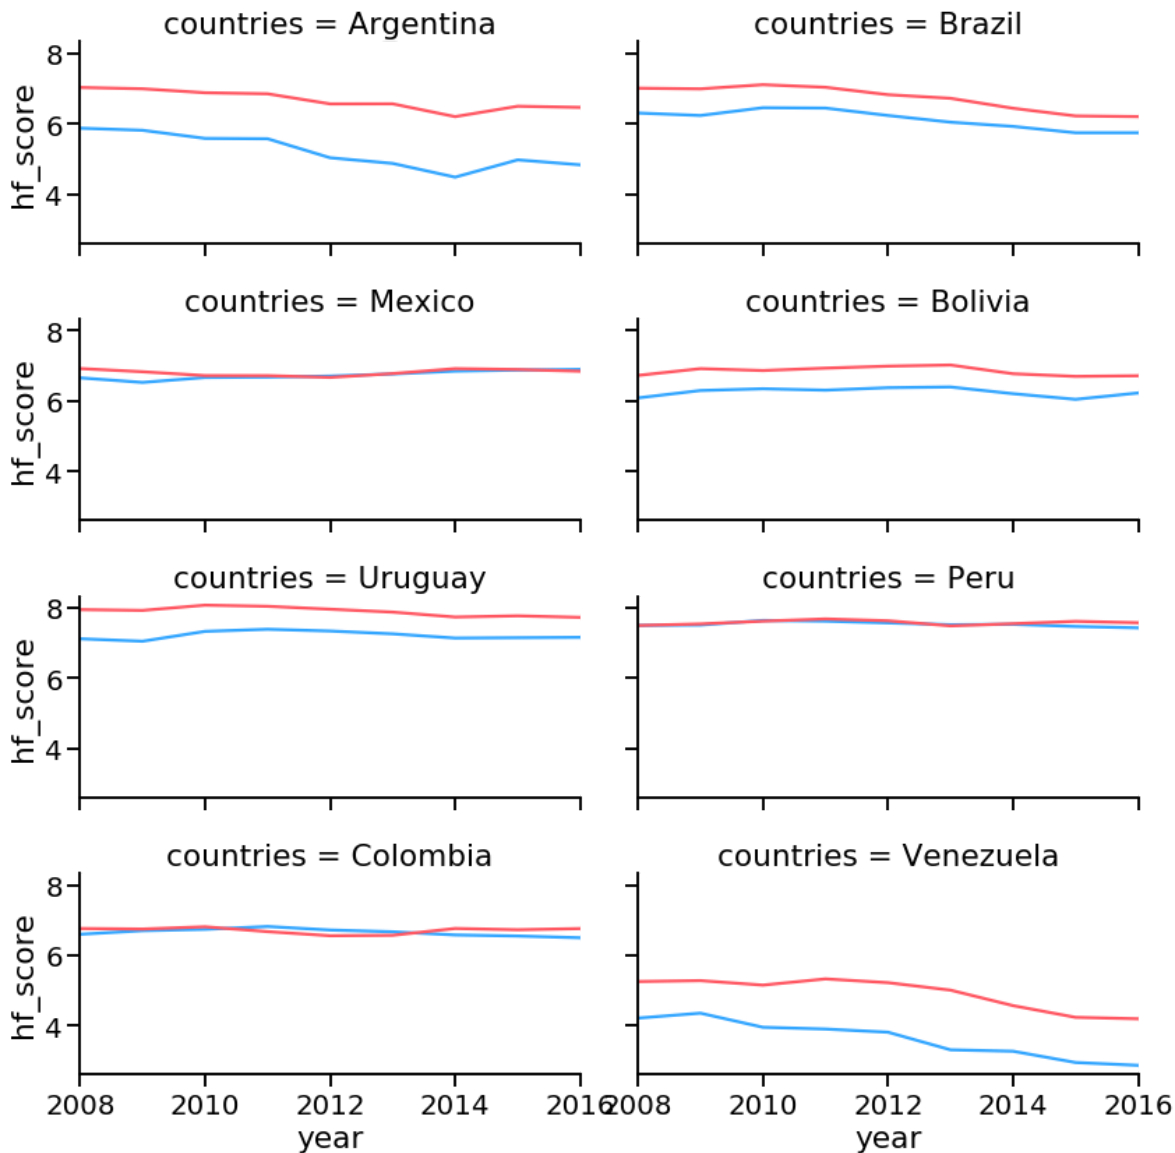 countries = Argentina
countries = Brazil
8
6
4
hf_score
countries = Mexico
countries = Bolivia
8
6
4
hf_score
countries = Uruguay
countries = Peru
8
6
4
hf_score
countries = Colombia
countries = Venezuela
8
6
4
hf_score
2008 2010 2012 2014 2016
2008 2010 2012 2014 2016
year
year